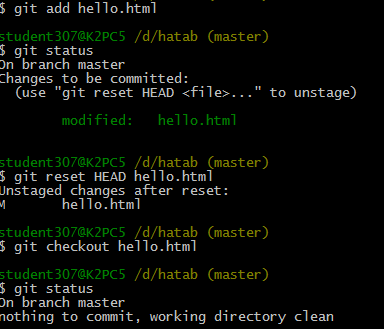 $ git add hello.html
student307@K2PC5 /d/hatab (master)
$ git status
On branch master
Changes to be committed:
  (use "git reset HEAD <file>..." to unstage)
        modified:   hello.html
student307@K2PC5 /d/hatab (master)
$ git reset HEAD hello.html
Unstaged changes after reset:
M       hello.html
student307@K2PC5 /d/hatab (master)
$ git checkout hello.html
student307@K2PC5 /d/hatab (master)
$ git status
On branch master
nothing to commit, working directory clean